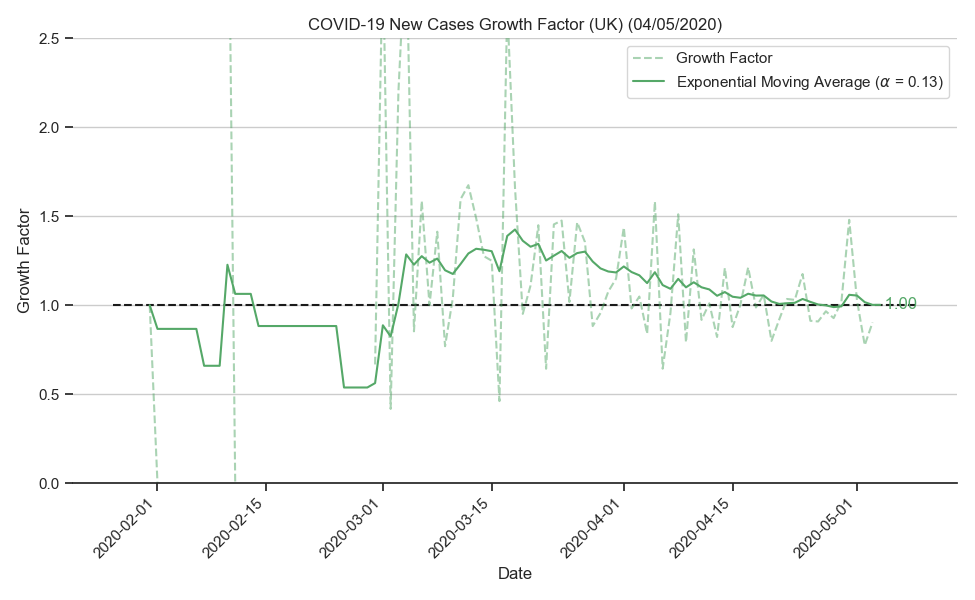 COVID-19 New Cases Growth Factor (UK) (04/05/2020)
Growth Factor
Exponential Moving Average (α = 0.13)
Growth Factor
2.5
2.0
1.5
1.0
0.5
0.0
1.00
2020-02-01
2020-02-15
2020-03-01
2020-03-15
2020-04-01
2020-04-15
2020-05-01
Date